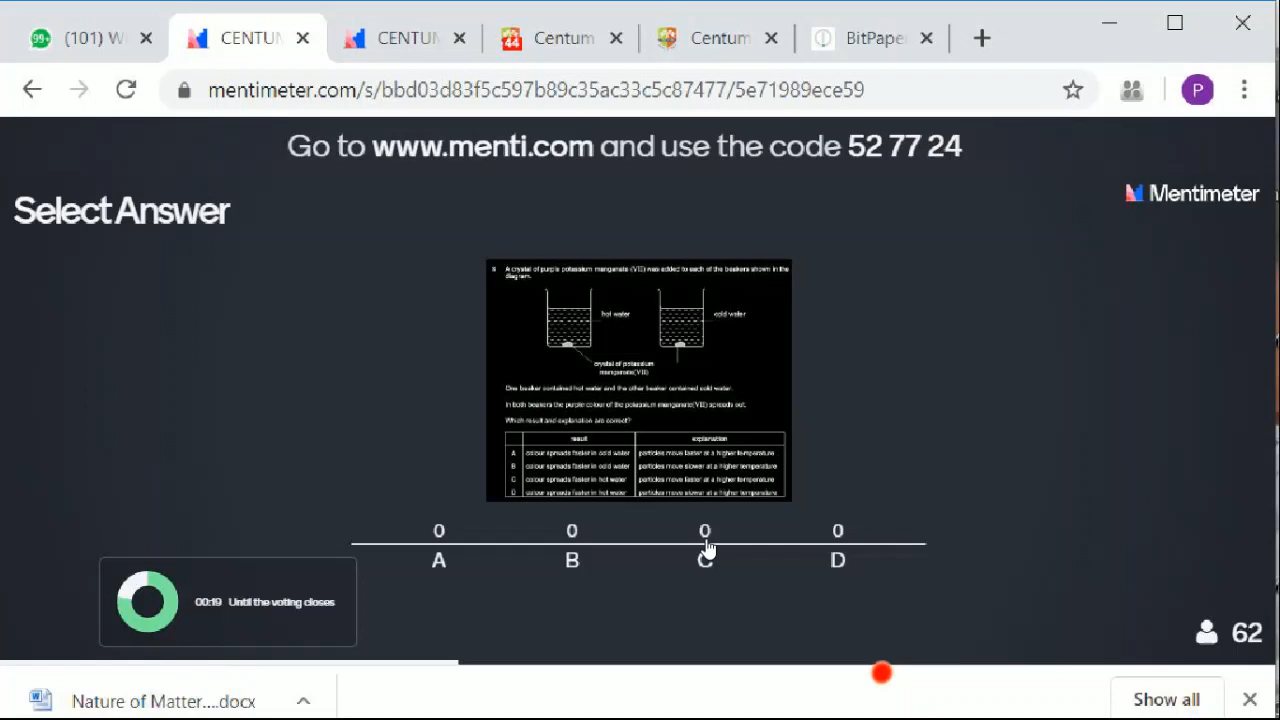 (101) W
CENTUM
CENTUM
44
Centum
Centum
BitPape
mentimeter.com/s/bbd03d83f5c597b89c35ac33c5c87477/5e71989ece59
P
Go to www.menti.com and use the code 52 77 24
Mentimeter
Select Answer
A crystal of purple potassium manganate (VII) was added to each of the beakers shown in the
diagram.
hot water
cold water
crystal of potassium
manganate(VII)
One beaker contained hot water and the other beaker contained cold water.
In both beakers the purple colour of the potassium manganate(VII) spreads out.
Which result and explanation are correct?
result explanation
A colour spreads faster in cold water particles move faster at a higher temperature
B colour spreads faster in cold water particles move slower at a higher temperature
C colour spreads faster in hot water particles move faster at a higher temperature
D colour spreads faster in hot water particles move slower at a higher temperature
0 0 0 0
A B C D
00:19 Until the voting closes
62
Nature of Matter....docx
Show all